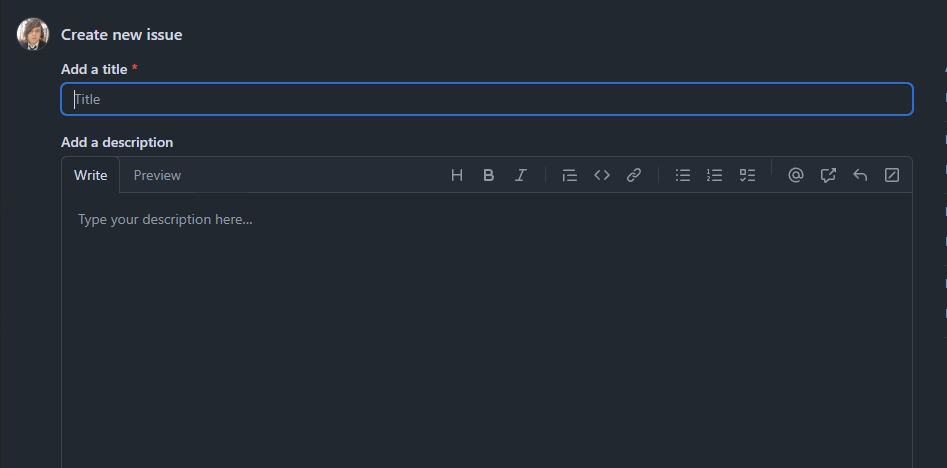 Create new issue
Add a title *
Title
Add a description
Write Preview
Type your description here...